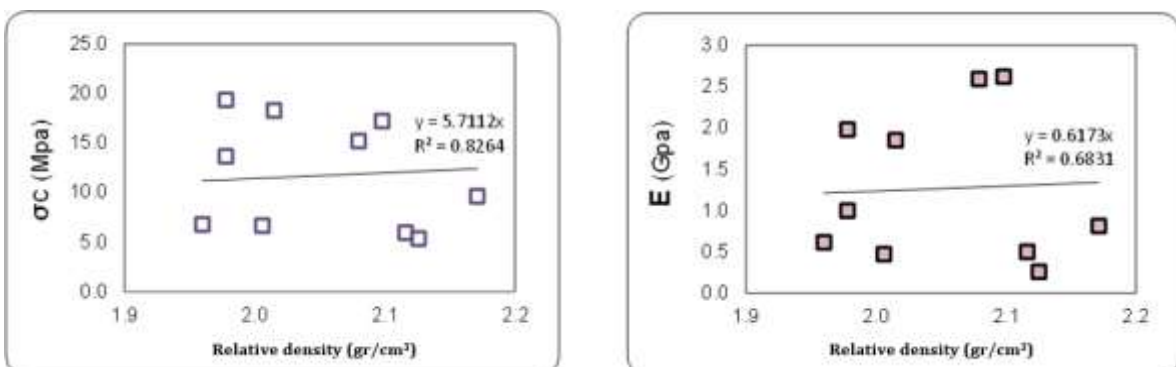 25.0
20.0
15.0
10.0
5.0
0.0
σC (Mpa)
y = 5.7112x
R² = 0.8264
1.9 2.0 2.1 2.2
Relative density (gr/cm³)
3.0
2.5
2.0
1.5
1.0
0.5
0.0
E (Gpa)
y = 0.6173x
R² = 0.6831
1.9 2.0 2.1 2.2
Relative density (gr/cm³)